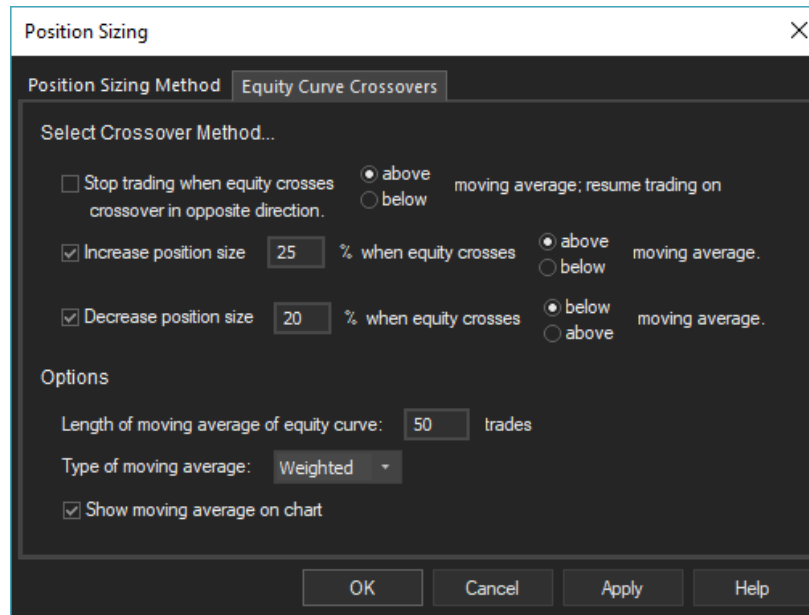 Position Sizing
Position Sizing Method Equity Curve Crossovers
Select Crossover Method...
Stop trading when equity crosses above moving average; resume trading on
below
crossover in opposite direction.
Increase position size 25 % when equity crosses above moving average.
below
Decrease position size 20 % when equity crosses below moving average.
above
Options
Length of moving average of equity curve: 50 trades
Type of moving average: Weighted
Show moving average on chart
OK Cancel Apply Help